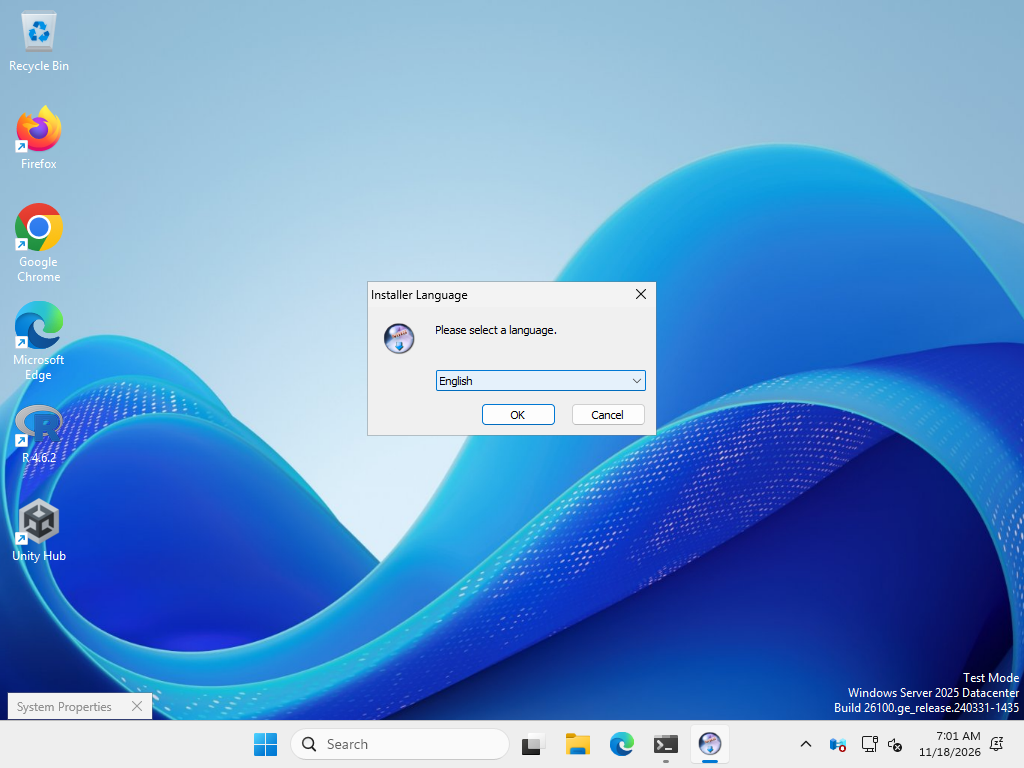 Recycle Bin
Firefox
Google
Chrome
Microsoft
Edge
R 4.6.2
Unity Hub
Installer Language
Please select a language.
English
OK
Cancel
System Properties
Test Mode
Windows Server 2025 Datacenter
Build 26100.ge_release.240331-1435
Search
7:01 AM
11/18/2026